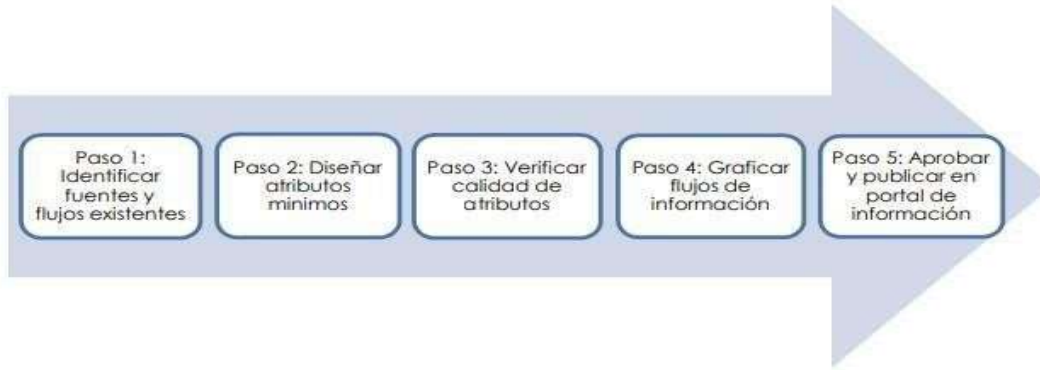 Paso 1:
Identificar
fuentes y
flujos existentes
Paso 2: Diseñar
atributos
minimos
Paso 3: Verificar
calidad de
atributos
Paso 4: Graficar
flujos de
información
Paso 5: Aprobar
y publicar en
portal de
información